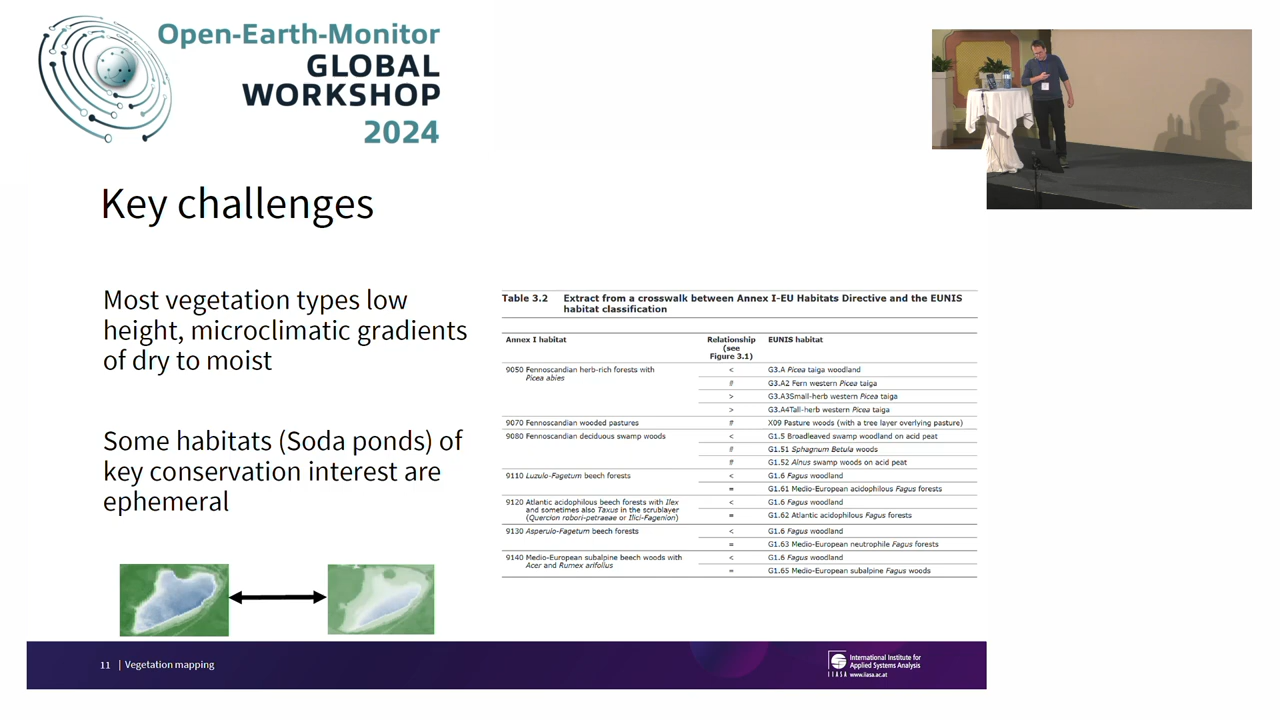 Open-Earth-Monitor
GLOBAL
WORKSHOP
2024
Key challenges
Most vegetation types low
height, microclimatic gradients
of dry to moist
Some habitats (Soda ponds) of
key conservation interest are
ephemeral
Table 3.2 Extract from a crosswalk between Annex I-EU Habitats Directive and the EUNIS
habitat classification
Annex I habitat Relationship (see Figure 3.1) EUNIS habitat
9050 Fennoscandian herb-rich forests with < G3.A Picea taiga woodland
Picea abies # G3.A2 Fern western Picea taiga
> G3.A3Small-herb western Picea taiga
> G3.A4Tall-herb western Picea taiga
9070 Fennoscandian wooded pastures # X09 Pasture woods (with a tree layer overlying pasture)
9080 Fennoscandian deciduous swamp woods < G1.5 Broadleaved swamp woodland on acid peat
# G1.51 Sphagnum Betula woods
# G1.52 Alnus swamp woods on acid peat
9110 Luzulo-Fagetum beech forests < G1.6 Fagus woodland
= G1.61 Medio-European acidophilous Fagus forests
9120 Atlantic acidophilous beech forests with Ilex < G1.6 Fagus woodland
and sometimes also Taxus in the scrublayer = G1.62 Atlantic acidophilous Fagus forests
(Quercion robori-petraeae or Ilici-Fagenion)
9130 Asperulo-Fagetum beech forests < G1.6 Fagus woodland
= G1.63 Medio-European neutrophile Fagus forests
9140 Medio-European subalpine beech woods with < G1.6 Fagus woodland
Acer and Rumex arifolius = G1.65 Medio-European subalpine Fagus woods
11 | Vegetation mapping
International Institute for
Applied Systems Analysis
IIASA www.iiasa.ac.at